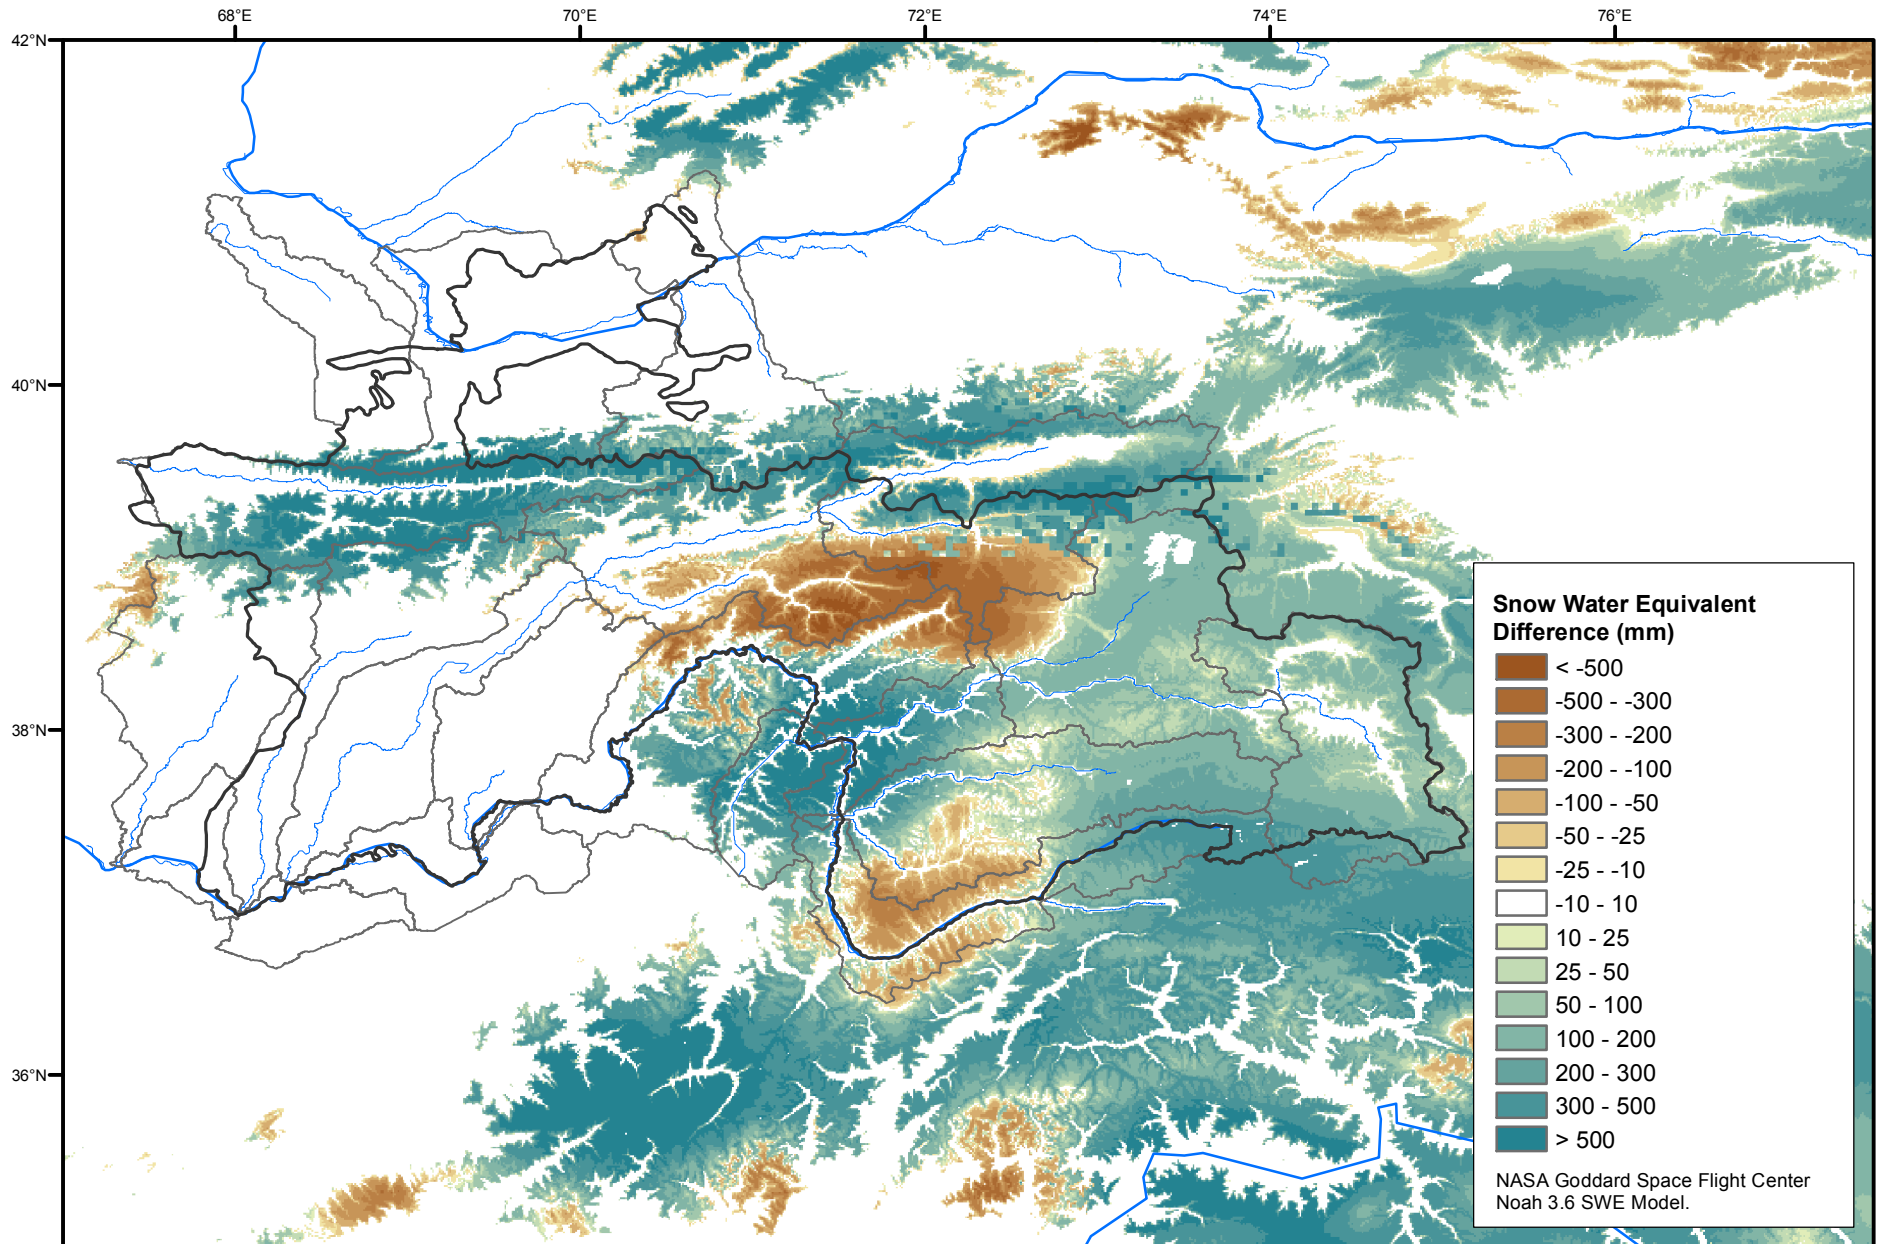 68°E 70°E 72°E 74°E 76°E
42°N
40°N
38°N
36°N
Snow Water Equivalent
Difference (mm)
< -500
-500 - -300
-300 - -200
-200 - -100
-100 - -50
-50 - -25
-25 - -10
-10 - 10
10 - 25
25 - 50
50 - 100
100 - 200
200 - 300
300 - 500
> 500
NASA Goddard Space Flight Center
Noah 3.6 SWE Model.